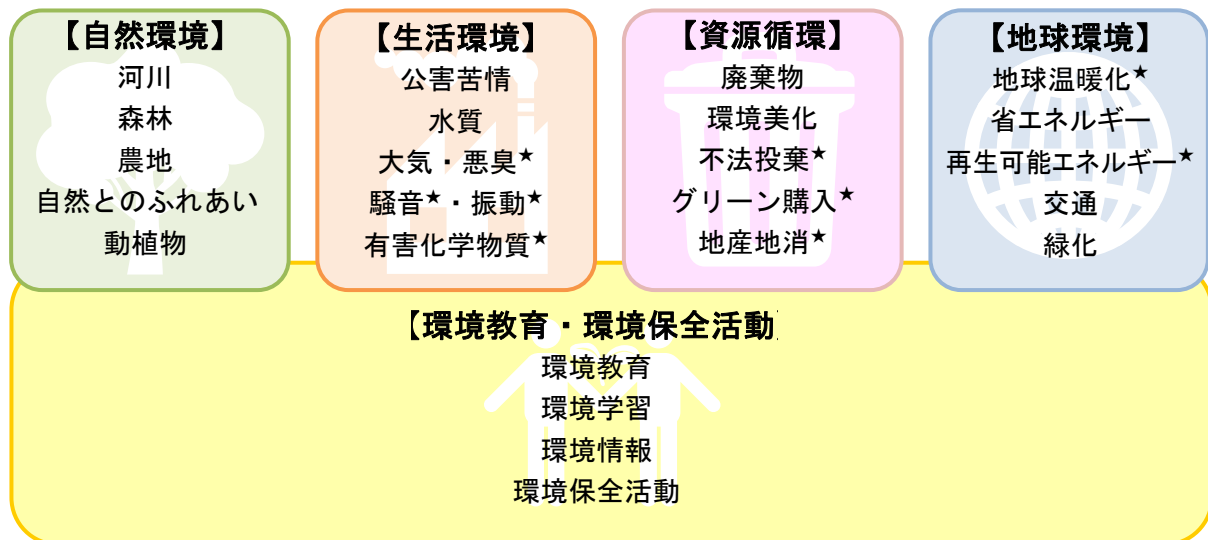 【自然環境】
河川
森林
農地
自然とのふれあい
動植物
【生活環境】
公害苦情
水質
大気・悪臭★
騒音★・振動★
有害化学物質★
【資源循環】
廃棄物
環境美化
不法投棄★
グリーン購入★
地産地消★
【地球環境】
地球温暖化★
省エネルギー
再生可能エネルギー★
交通
緑化
【環境教育・環境保全活動
環境教育
環境学習
環境情報
環境保全活動